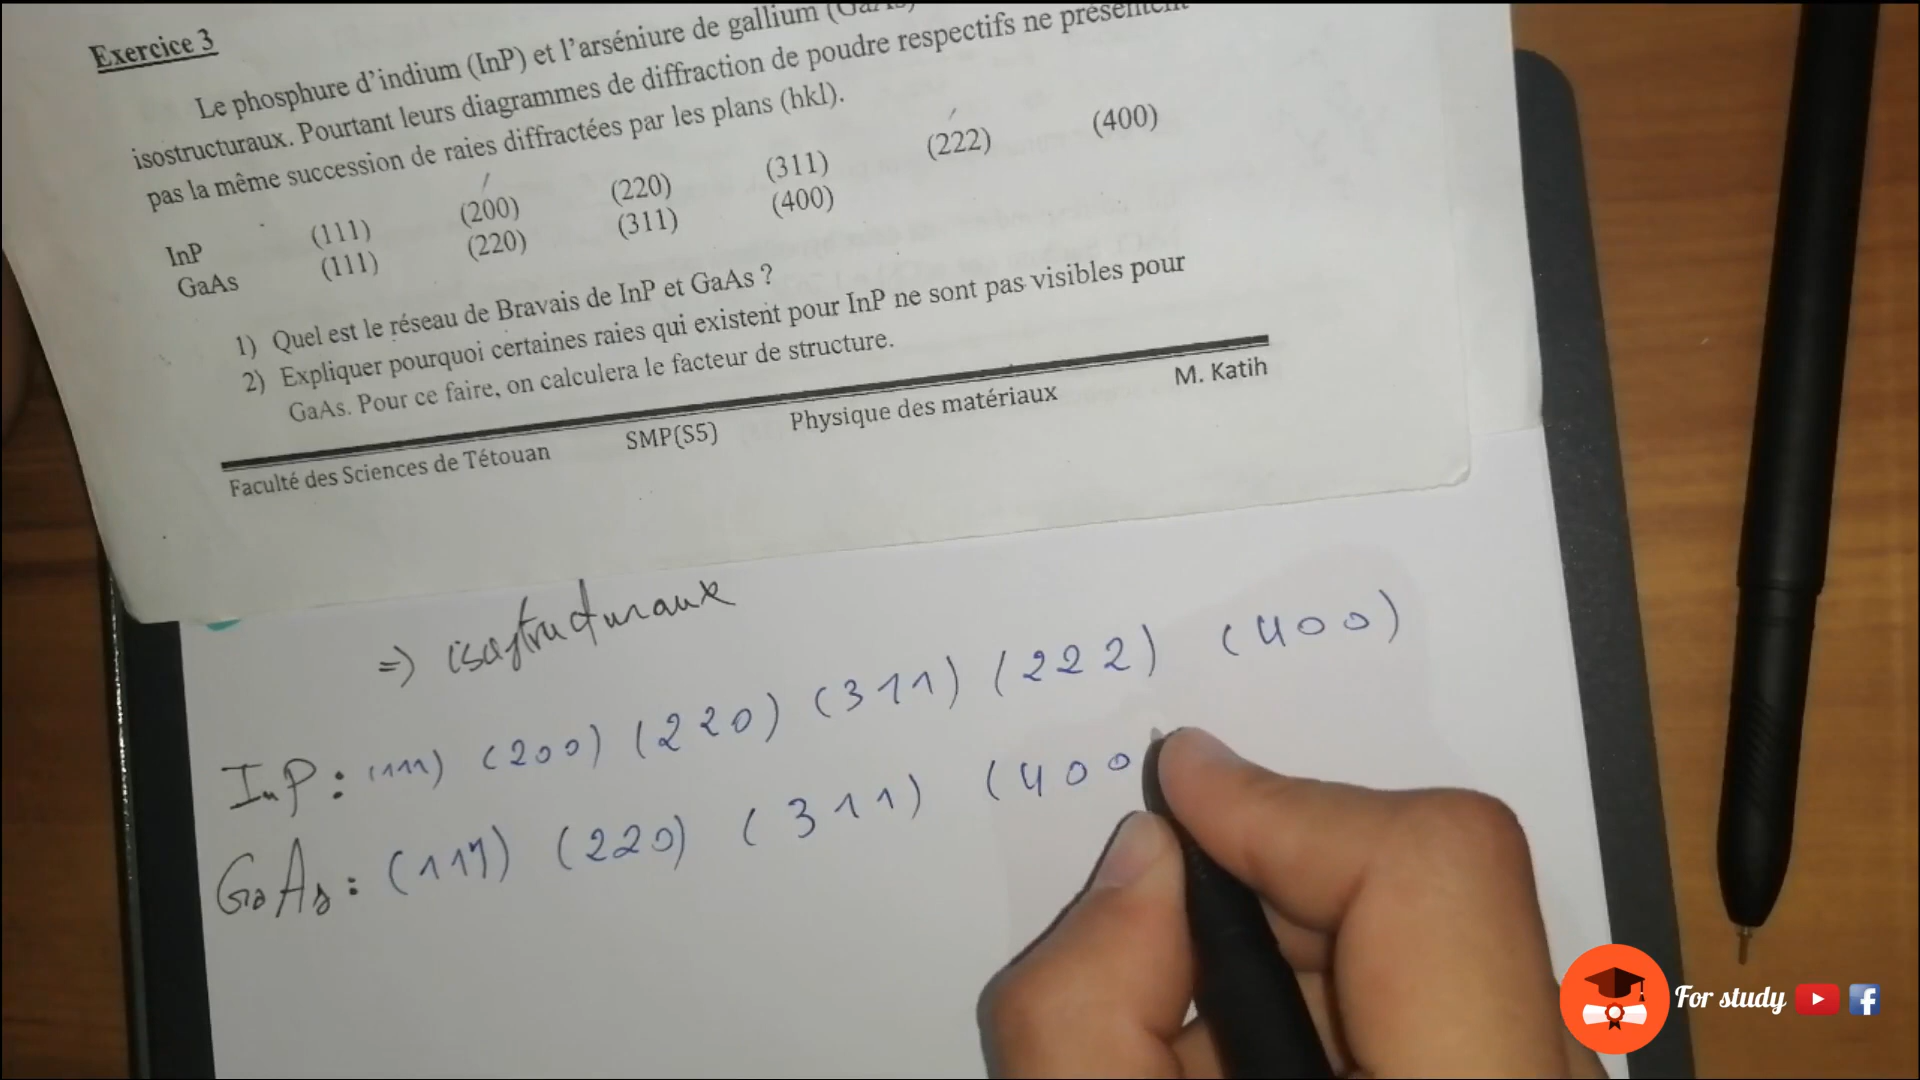 Exercice 3
Le phosphure d'indium (InP) et l'arséniure de gallium (GaAs)
isostructuraux. Pourtant leurs diagrammes de diffraction de poudre respectifs ne présentent
pas la même succession de raies diffractées par les plans (hkl).
InP (111) (200) (220) (311) (222) (400)
GaAs (111) (220) (311) (400)
1) Quel est le réseau de Bravais de InP et GaAs ?
2) Expliquer pourquoi certaines raies qui existent pour InP ne sont pas visibles pour
GaAs. Pour ce faire, on calculera le facteur de structure.
Faculté des Sciences de Tétouan SMP(S5) Physique des matériaux M. Katih
=> isostructuraux
InP : (111) (200) (220) (311) (222) (400)
GaAs : (111) (220) (311) (400
For study